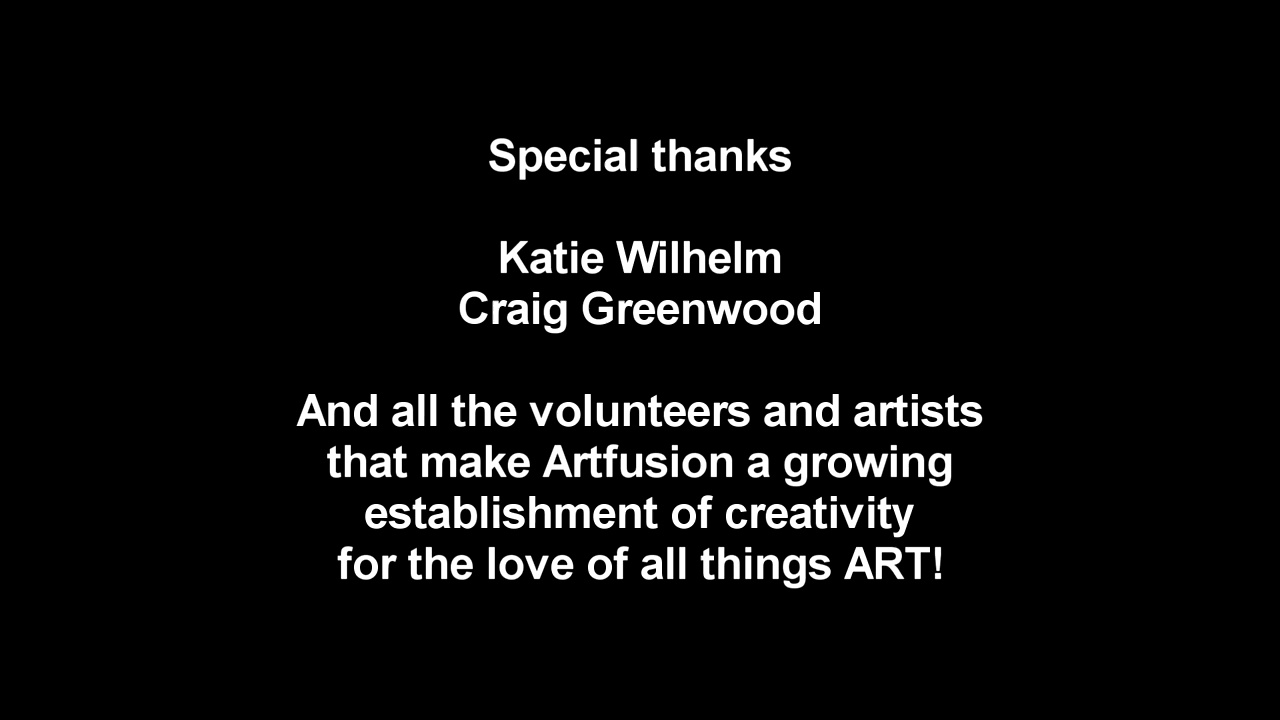 Special thanks
Katie Wilhelm
Craig Greenwood
And all the volunteers and artists
that make Artfusion a growing
establishment of creativity
for the love of all things ART!